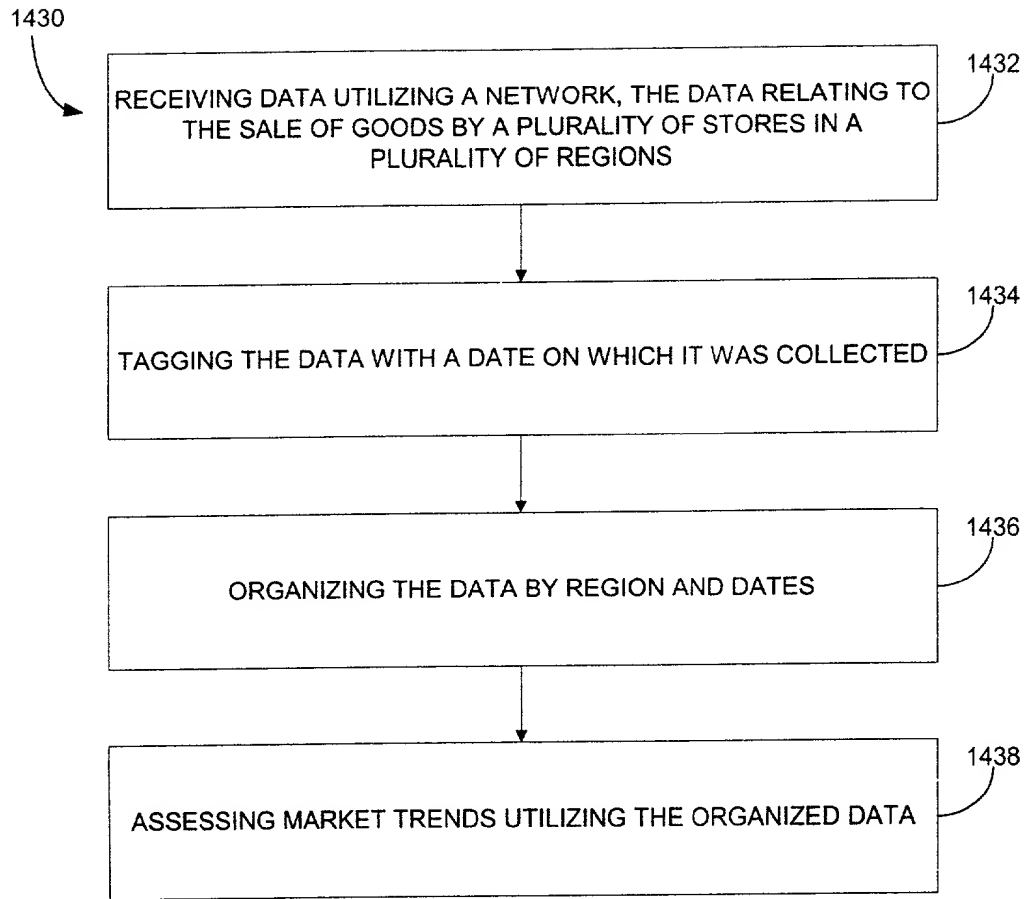 1430
1432
RECEIVING DATA UTILIZING A NETWORK, THE DATA RELATING TO
THE SALE OF GOODS BY A PLURALITY OF STORES IN A
PLURALITY OF REGIONS
1434
TAGGING THE DATA WITH A DATE ON WHICH IT WAS COLLECTED
1436
ORGANIZING THE DATA BY REGION AND DATES
1438
ASSESSING MARKET TRENDS UTILIZING THE ORGANIZED DATA